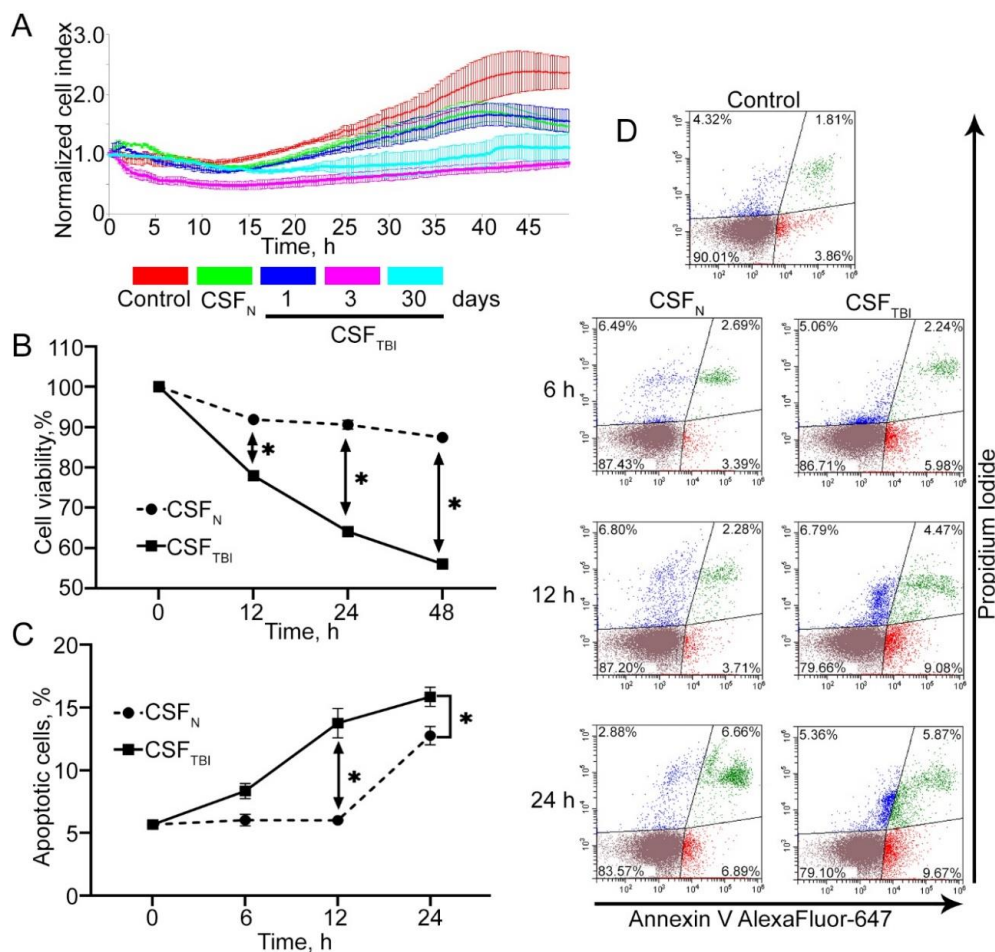 A
Normalized cell index
3.0
2.0
1.0
0
0 5 10 15 20 25 30 35 40 45
Time, h
Control CSFN 1 3 30 days
CSFTBI
B
Cell viability,%
110
100
90
80
70
60
50
* * *
CSFN
CSFTBI
0 12 24 48
Time, h
C
Apoptotic cells, %
20
15
10
5
0
* *
CSFN
CSFTBI
0 6 12 24
Time, h
D
Control
4.32% 1.81%
90.01% 3.86%
CSFN CSFTBI
6 h
6.49% 2.69%
87.43% 3.39%
5.06% 2.24%
86.71% 5.98%
12 h
6.80% 2.28%
87.20% 3.71%
6.79% 4.47%
79.66% 9.08%
24 h
2.88% 6.66%
83.57% 6.89%
5.36% 5.87%
79.10% 9.67%
Annexin V AlexaFluor-647
Propidium Iodide